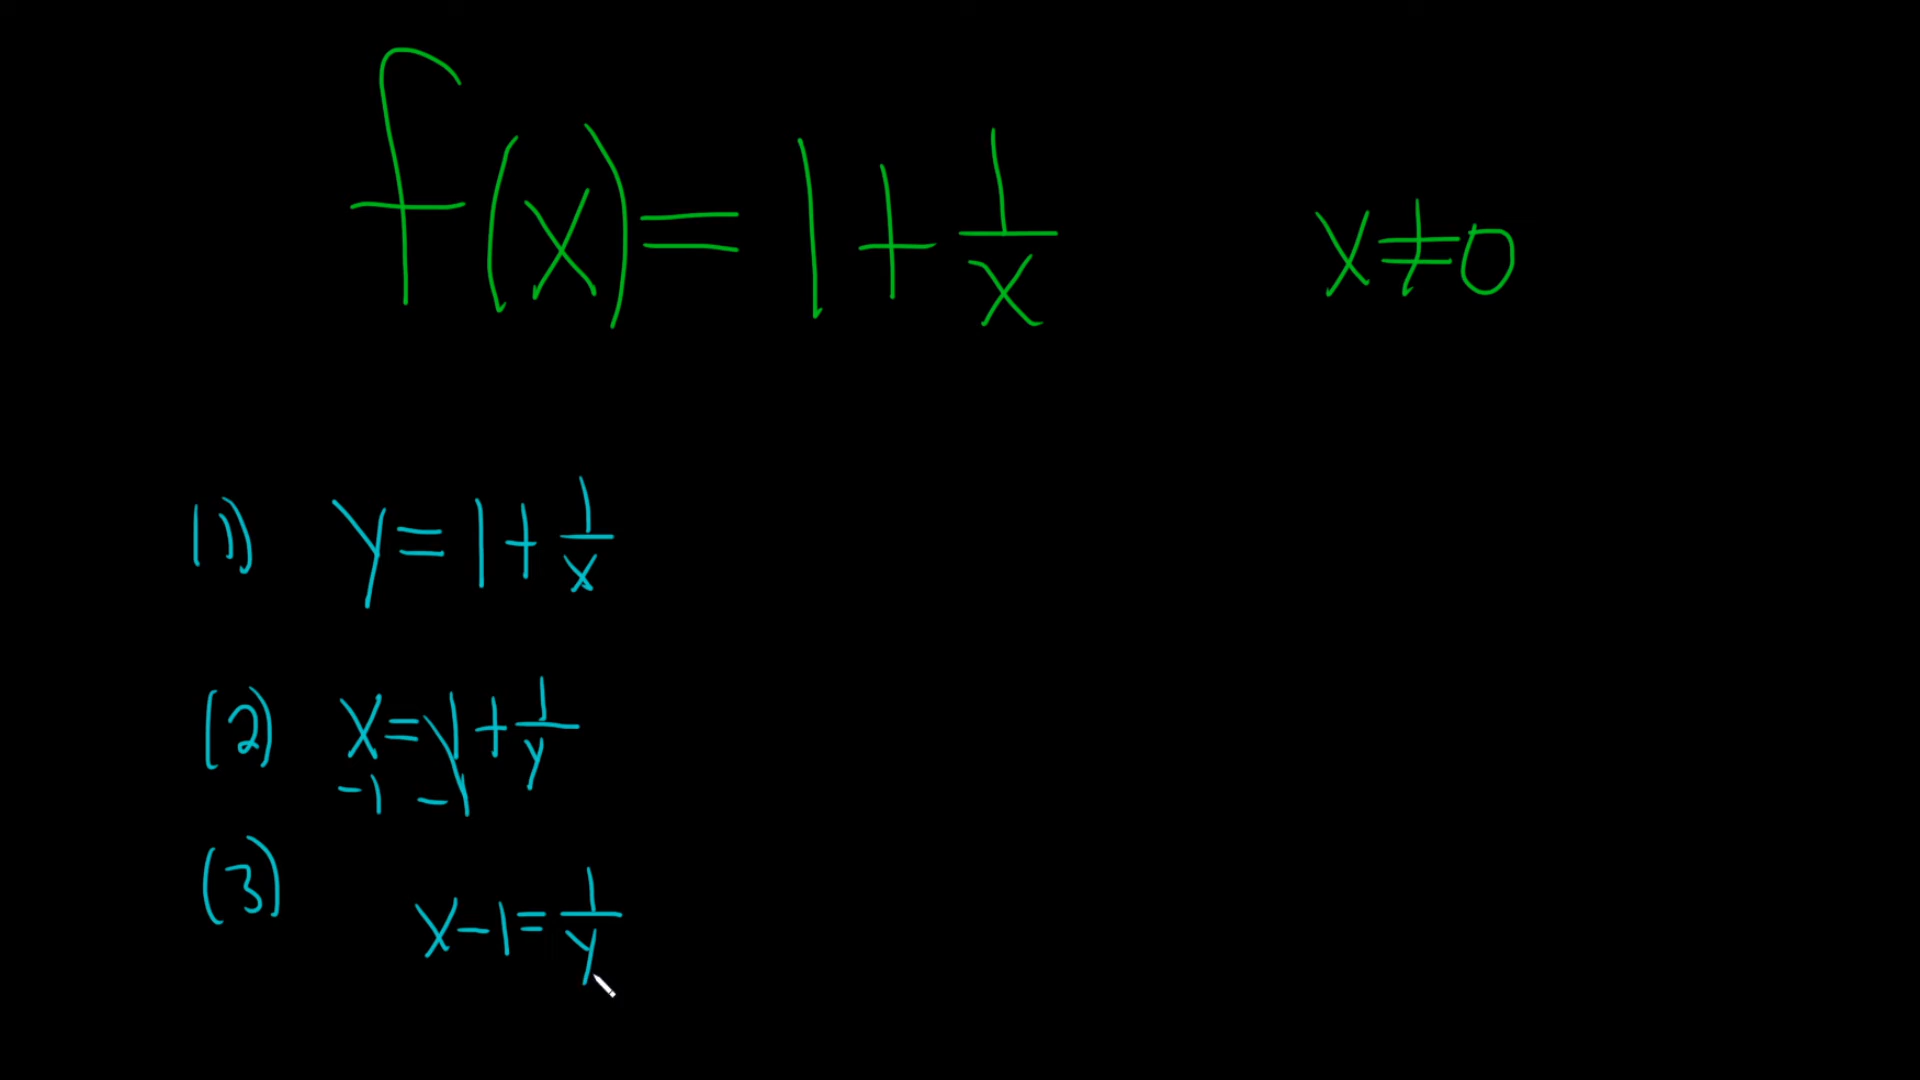 f(x) = 1 + 1/x    x ≠ 0
1) y = 1 + 1/x
(2) x = 1 + 1/y
-1 -1
(3) x - 1 = 1/y